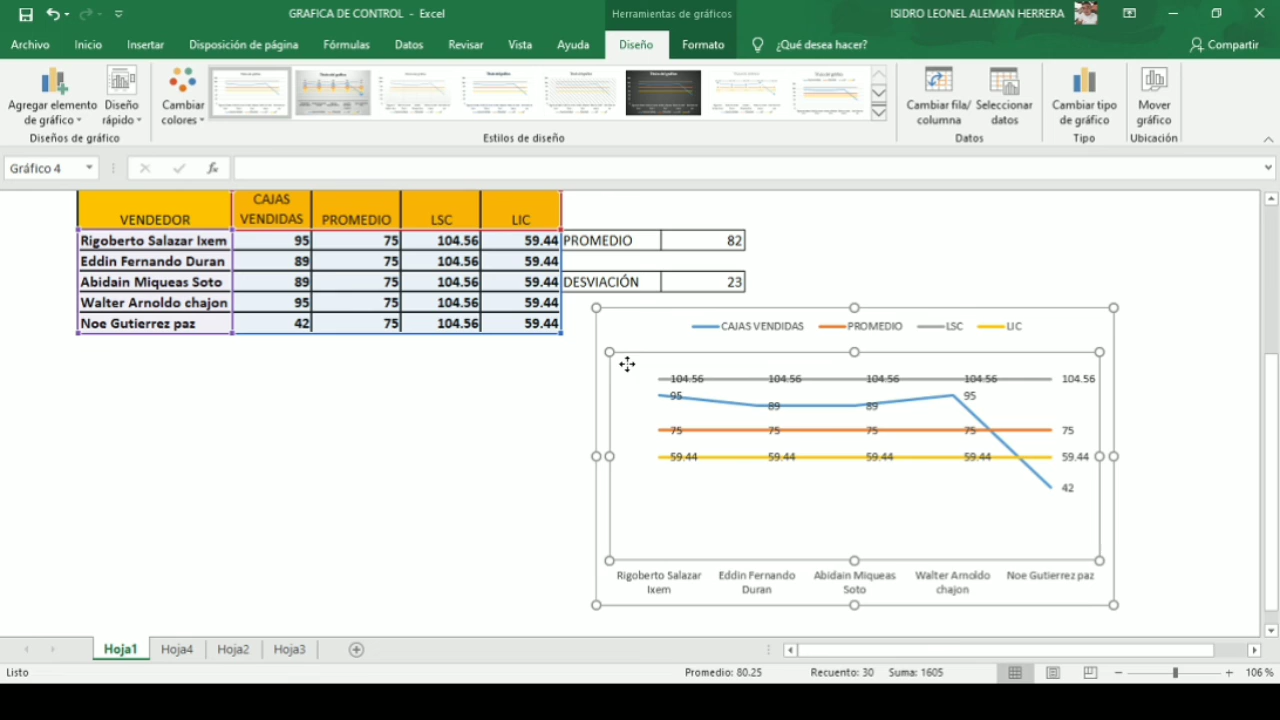 GRAFICA DE CONTROL - Excel
Herramientas de gráficos
ISIDRO LEONEL ALEMAN HERRERA
Archivo Inicio Insertar Disposición de página Fórmulas Datos Revisar Vista Ayuda Diseño Formato ¿Qué desea hacer? Compartir
Agregar elemento de gráfico
Diseño rápido
Cambiar colores
Cambiar fila/ columna
Seleccionar datos
Cambiar tipo de gráfico
Mover gráfico
Diseños de gráfico
Estilos de diseño
Datos
Tipo
Ubicación
Gráfico 4
fx
VENDEDOR CAJAS VENDIDAS PROMEDIO LSC LIC
Rigoberto Salazar Ixem 95 75 104.56 59.44 PROMEDIO 82
Eddin Fernando Duran 89 75 104.56 59.44
Abidain Miqueas Soto 89 75 104.56 59.44 DESVIACIÓN 23
Walter Arnoldo chajon 95 75 104.56 59.44
Noe Gutierrez paz 42 75 104.56 59.44
CAJAS VENDIDAS PROMEDIO LSC LIC
104.56 104.56 104.56 104.56 104.56
95 89 89 95
75 75 75 75 75
59.44 59.44 59.44 59.44 59.44
42
Rigoberto Salazar Ixem
Eddin Fernando Duran
Abidain Miqueas Soto
Walter Arnoldo chajon
Noe Gutierrez paz
Hoja1 Hoja4 Hoja2 Hoja3
Listo
Promedio: 80.25 Recuento: 30 Suma: 1605
106 %